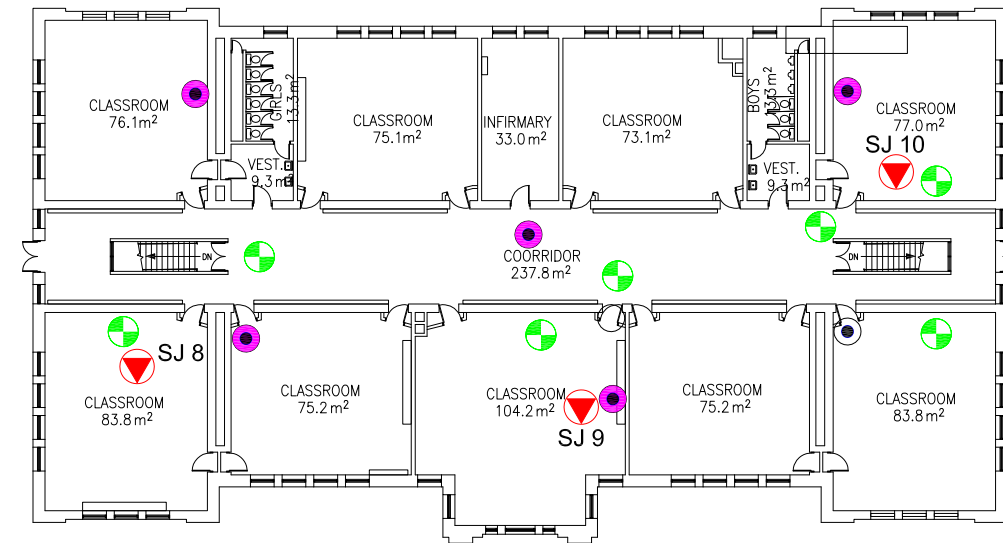 CLASSROOM
76.1m²
GIRLS
13.3m²
VEST.
9.3 m²
CLASSROOM
75.1m²
INFIRMARY
33.0m²
CLASSROOM
73.1m²
BOYS
VEST.
9.3m²
CLASSROOM
77.0m²
SJ 10
DN
COORRIDOR
237.8m²
DN
SJ 8
CLASSROOM
83.8m²
CLASSROOM
75.2m²
CLASSROOM
104.2m²
SJ 9
CLASSROOM
75.2m²
CLASSROOM
83.8m²